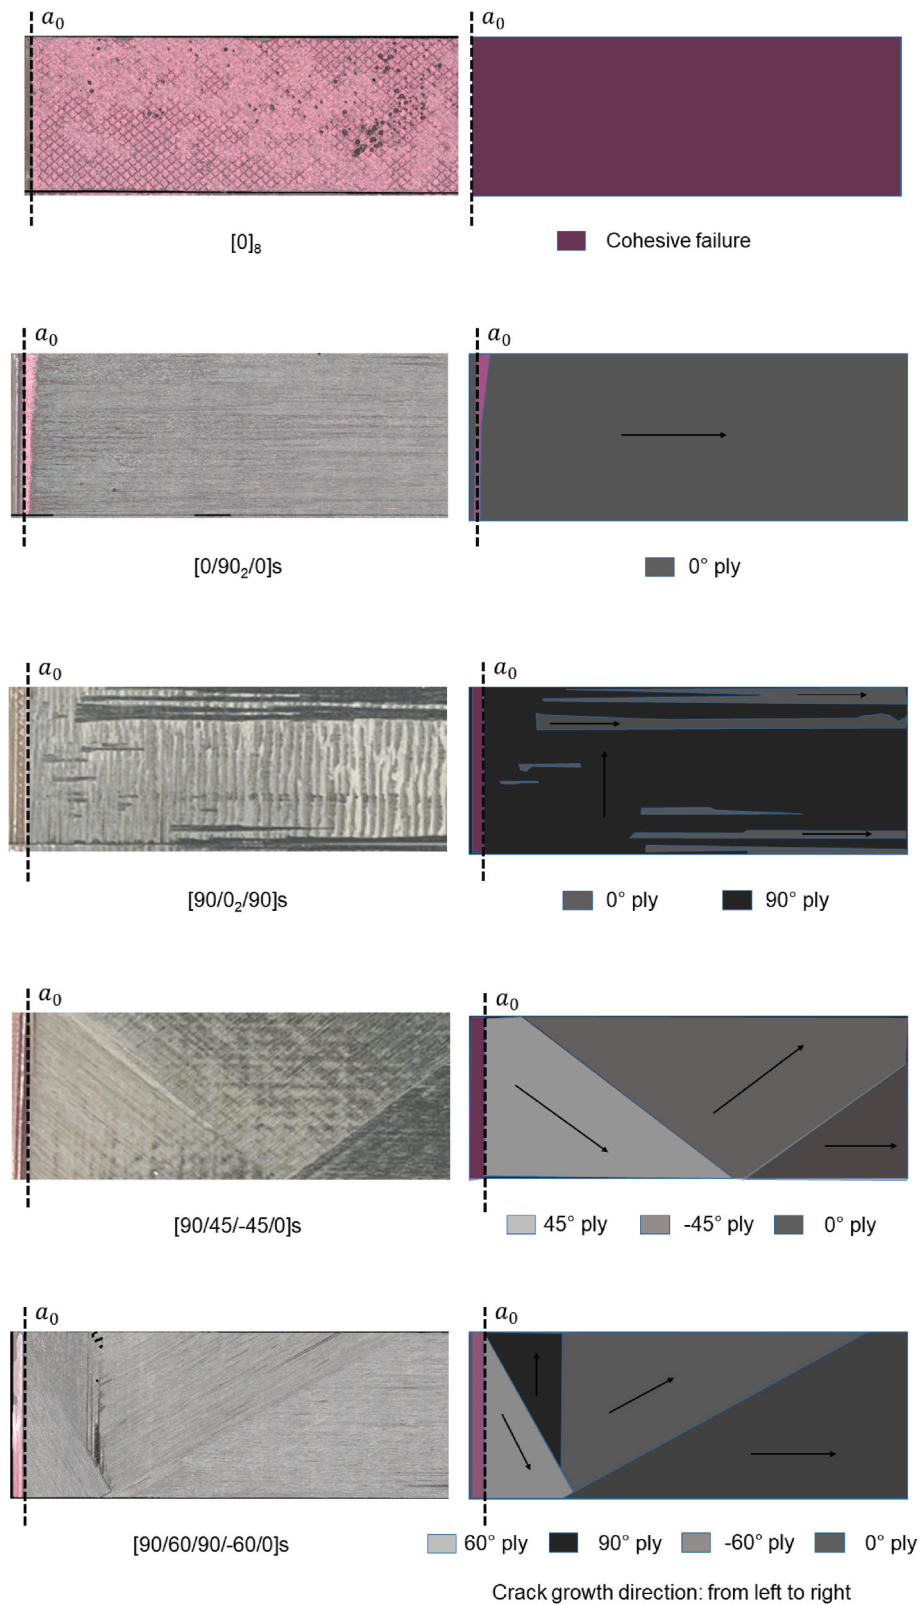 a₀
a₀
[0]₈
Cohesive failure
a₀
a₀
[0/90₂/0]s
0° ply
a₀
a₀
[90/0₂/90]s
0° ply
90° ply
a₀
a₀
[90/45/-45/0]s
45° ply
-45° ply
0° ply
a₀
a₀
[90/60/90/-60/0]s
60° ply
90° ply
-60° ply
0° ply
Crack growth direction: from left to right